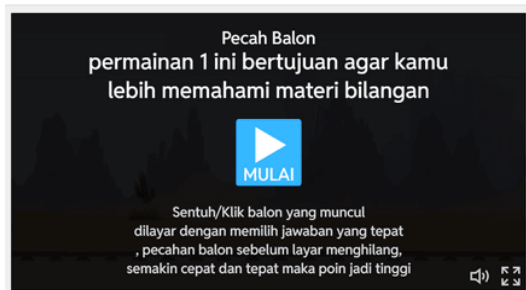 Pecah Balon
permainan 1 ini bertujuan agar kamu
lebih memahami materi bilangan
MULAI
Sentuh/Klik balon yang muncul
dilayar dengan memilih jawaban yang tepat
, pecahan balon sebelum layar menghilang,
semakin cepat dan tepat maka poin jadi tinggi